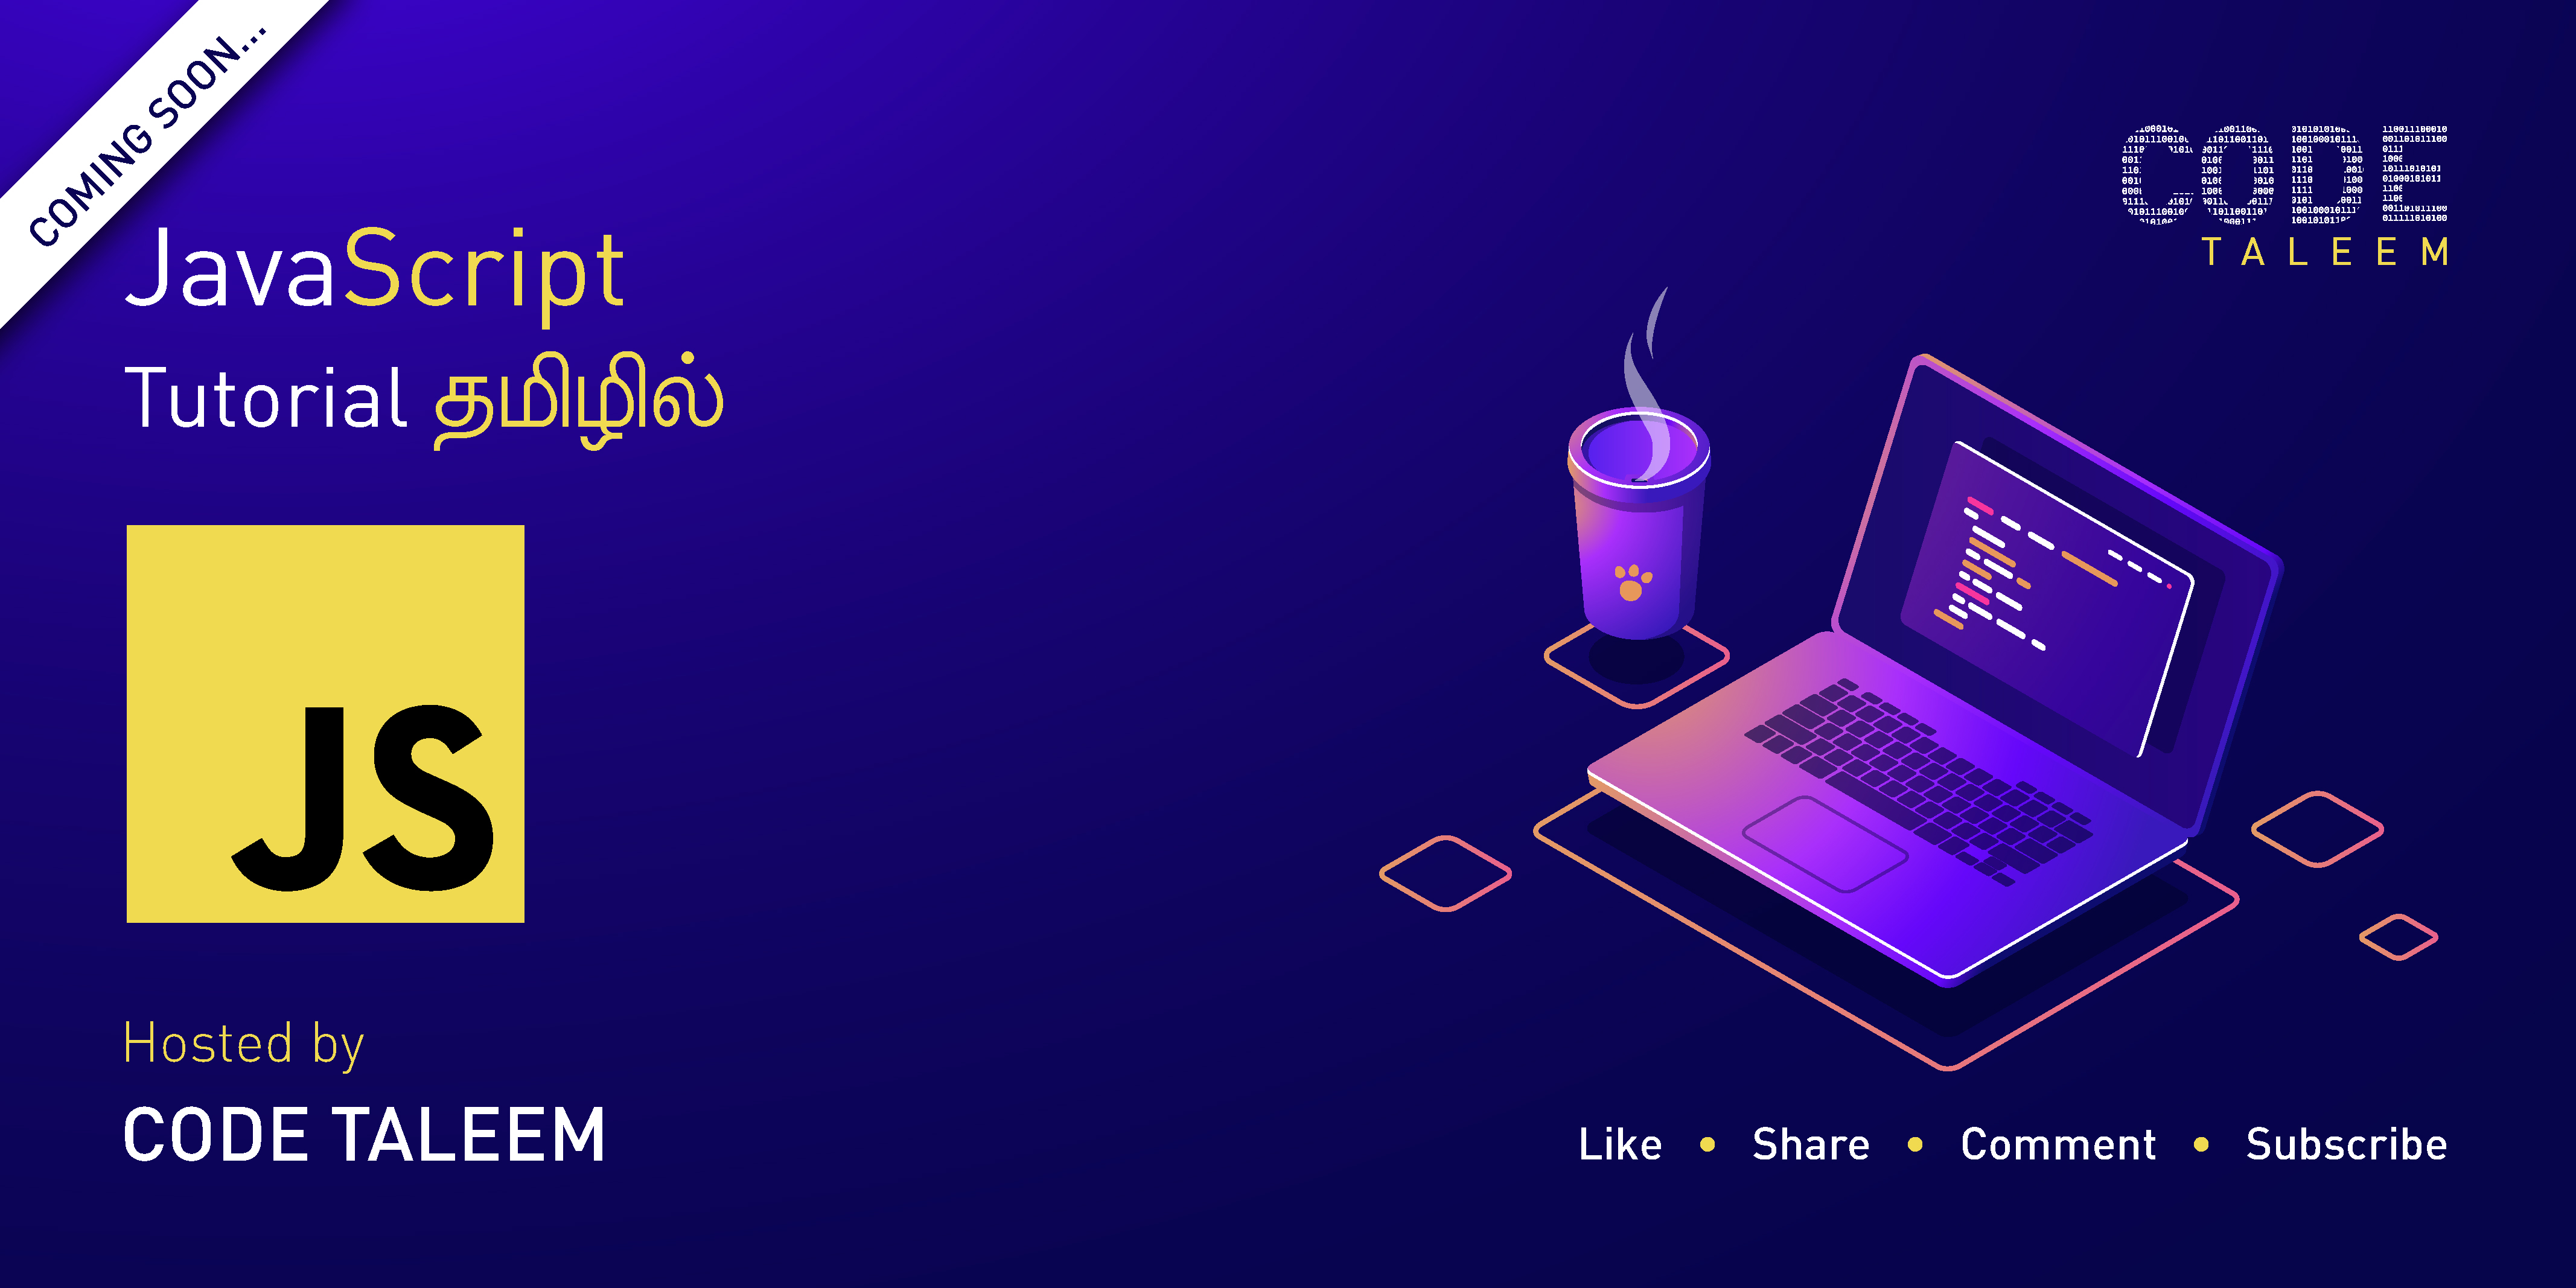 COMING SOON...
JavaScript
Tutorial தமிழில்
JS
Hosted by
CODE TALEEM
CODE
TALEEM
Like • Share • Comment • Subscribe